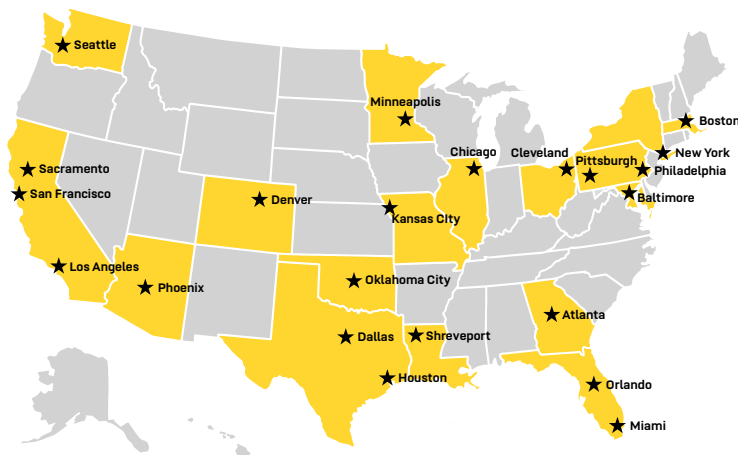 Seattle
Minneapolis
Boston
Chicago
Cleveland
Pittsburgh
New York
Sacramento
Philadelphia
San Francisco
Denver
Baltimore
Kansas City
Los Angeles
Phoenix
Oklahoma City
Atlanta
Dallas
Shreveport
Houston
Orlando
Miami